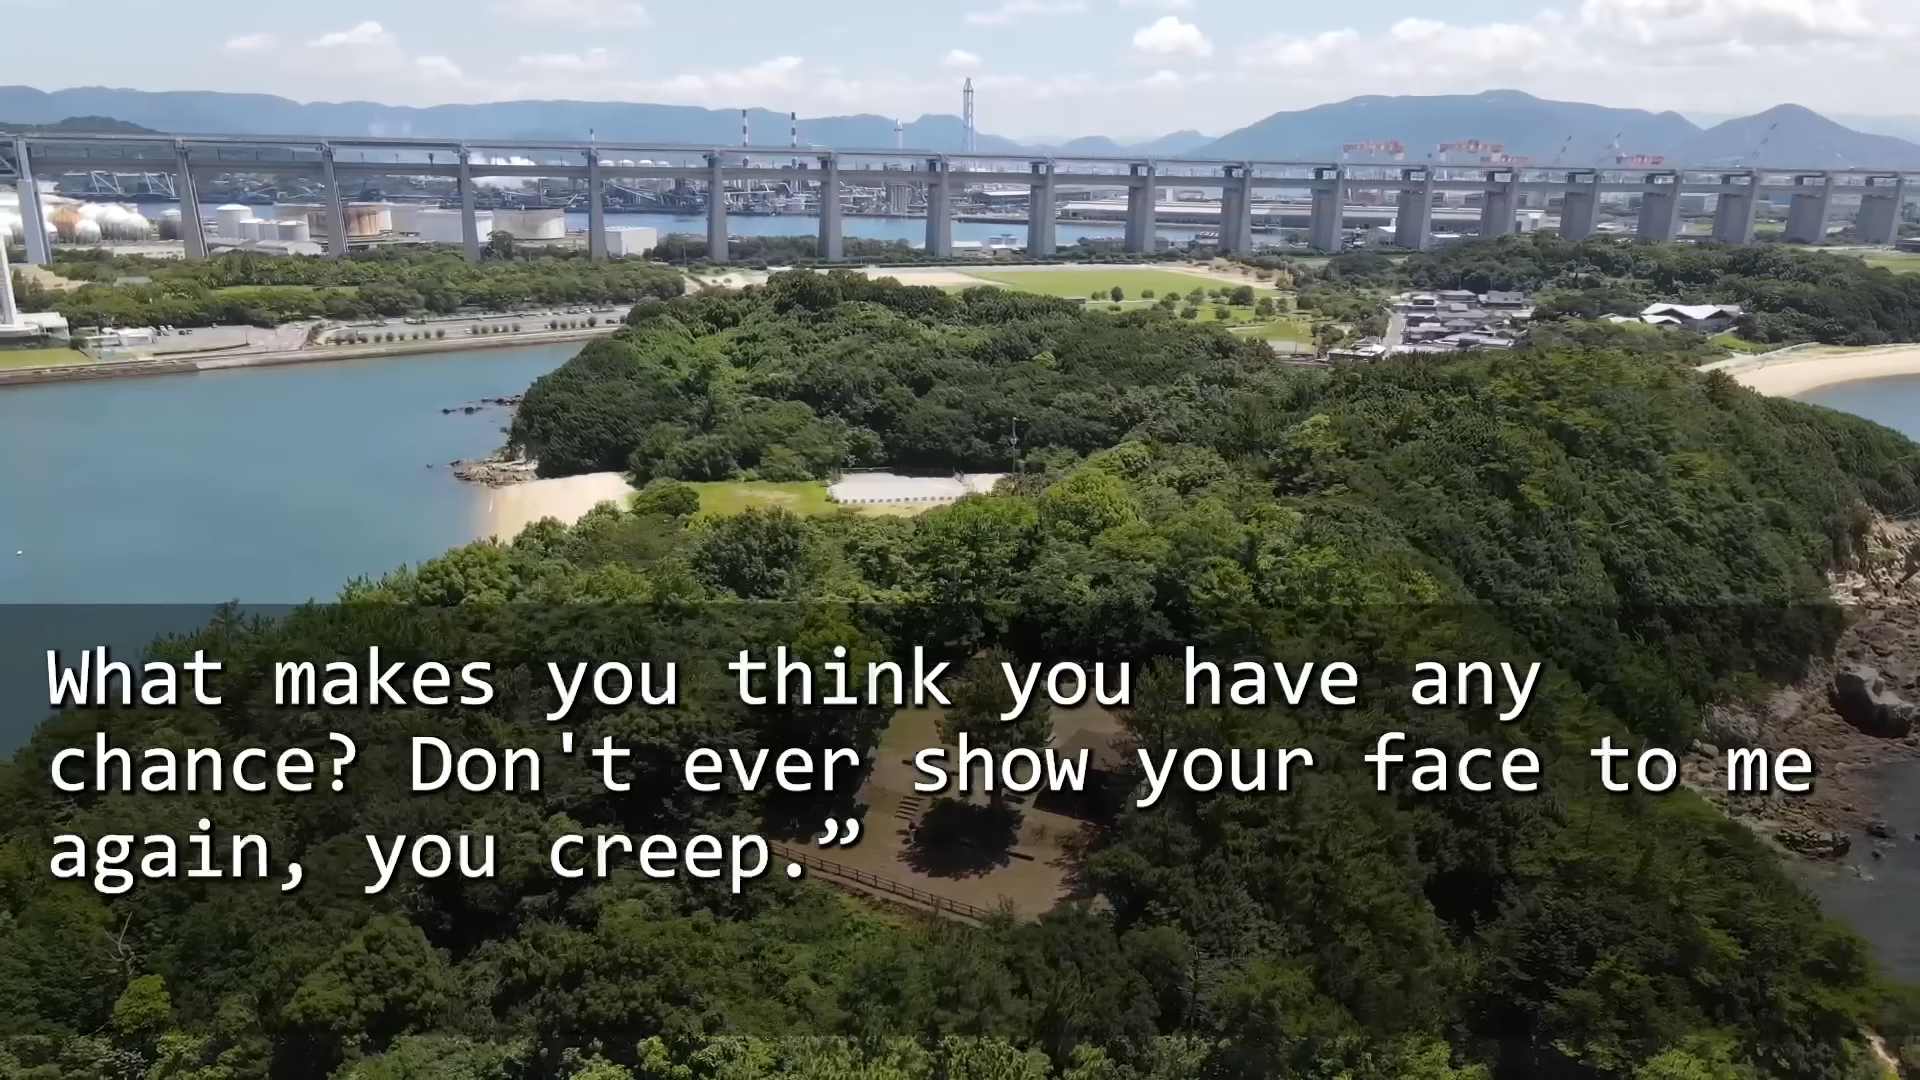 What makes you think you have any
chance? Don't ever show your face to me
again, you creep.”